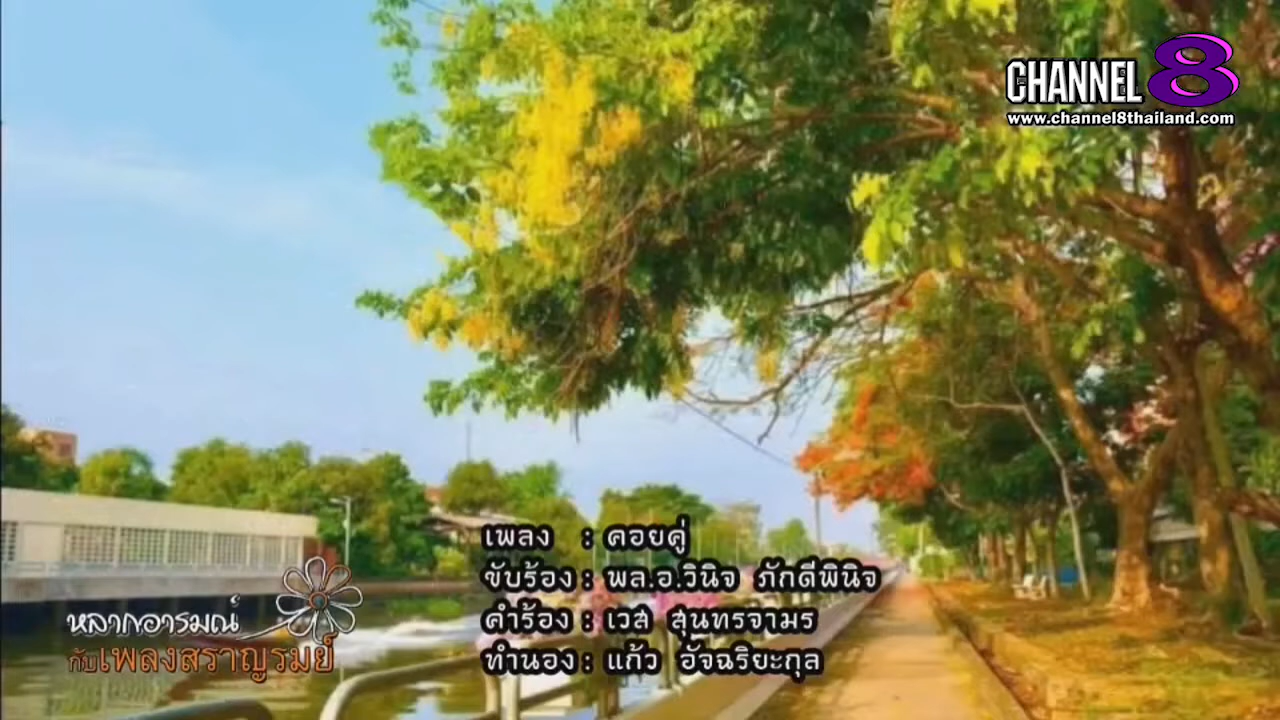 CHANNEL 8
www.channel8thailand.com
เพลง : คอยคู่
ขับร้อง : พล.อ.วินิจ ภักดีพินิจ
คำร้อง : เวส สุนทรจามร
ทำนอง : แก้ว อัจฉริยะกุล
หลากอารมณ์
กับเพลงสราญรมย์